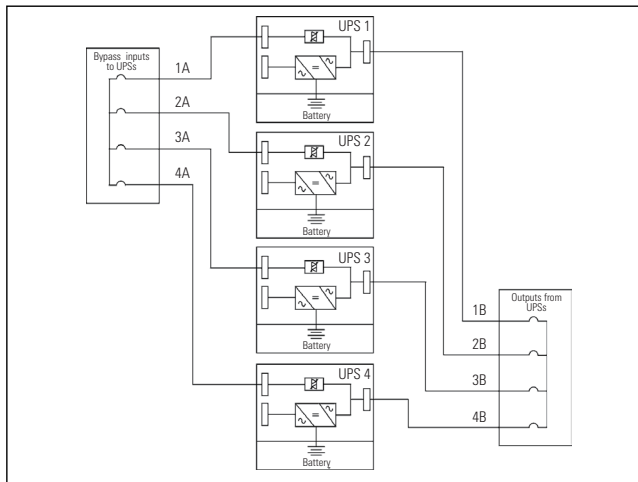 Bypass inputs
to UPSs
1A
2A
3A
4A
UPS 1
Battery
UPS 2
Battery
UPS 3
Battery
UPS 4
Battery
Outputs from
UPSs
1B
2B
3B
4B